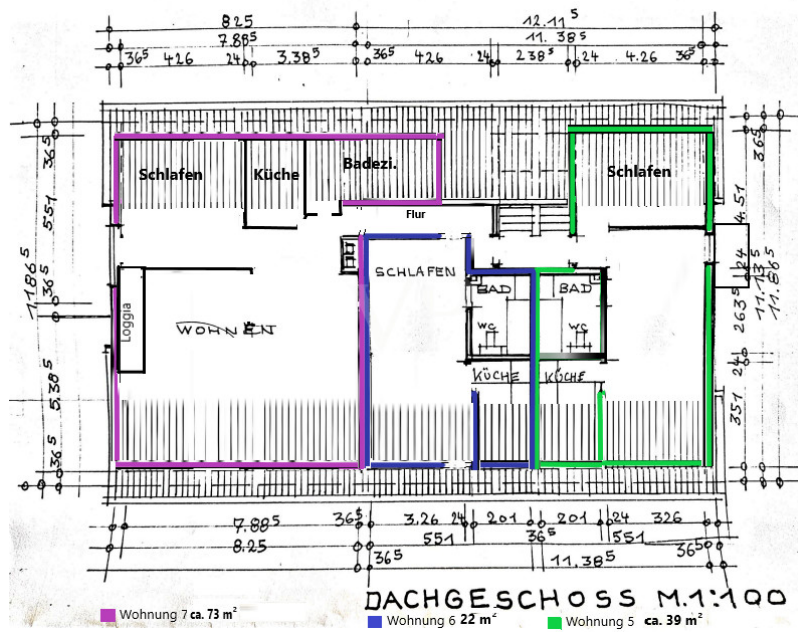 8.25 12.11⁵
7.88⁵ 11.38⁵
36⁵ 426 24 3.38⁵ 36⁵ 426 24 238⁵ 24 4.26 36⁵
36⁵ 551 36⁵ 5.38⁵ 36⁵
11.86⁵
Schlafen Küche Badezi. Schlafen
Flur
SCHLAFEN
BAD BAD
Loggia
WOHNEN
WC WC
KÜCHE KÜCHE
36⁵ 4.51 24 263⁵ 24 351
11.13⁵
11.86⁵
7.88⁵ 36⁵ 3.26 24 201 201 24 326
8.25 551 36⁵ 551 36⁵
36⁵ 11.38⁵
DACHGESCHOSS M.1:100
Wohnung 7 ca. 73 m²
Wohnung 6 22 m²
Wohnung 5 ca. 39 m²